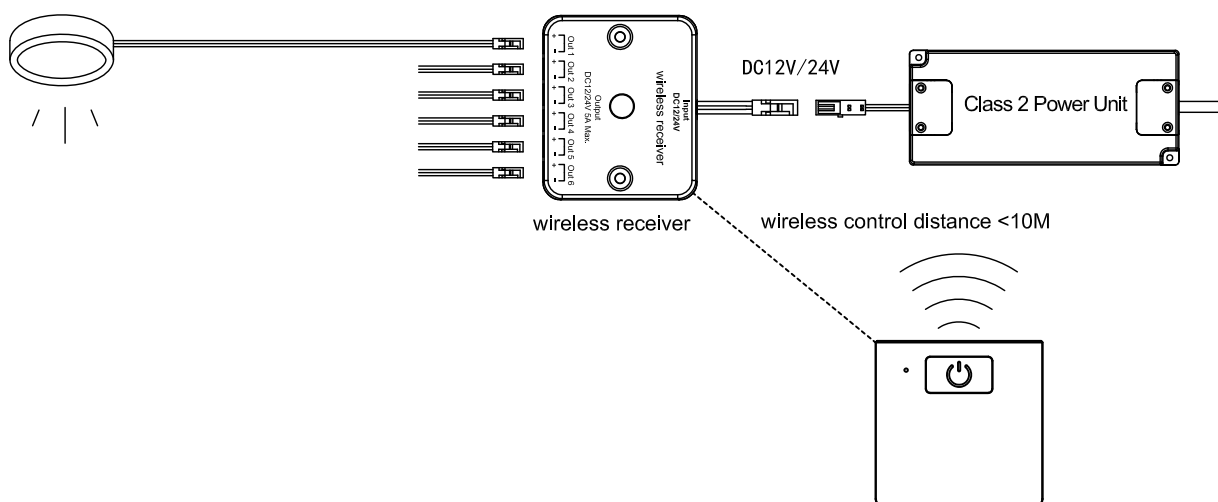 Out 1
Out 2
Out 3
Out 4
Out 5
Out 6
Output
DC12/24V 5A Max.
wireless receiver
Input
DC12/24V
DC12V/24V
Class 2 Power Unit
wireless receiver
wireless control distance <10M